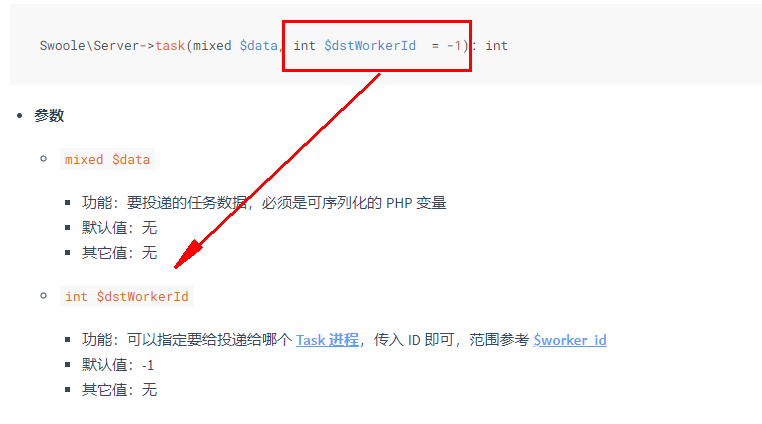 Swoole\Server->task(mixed $data, int $dstWorkerId = -1): int
参数
mixed $data
功能：要投递的任务数据，必须是可序列化的 PHP 变量
默认值：无
其它值：无
int $dstWorkerId
功能：可以指定要给投递给哪个 Task 进程，传入 ID 即可，范围参考 $worker_id
默认值：-1
其它值：无